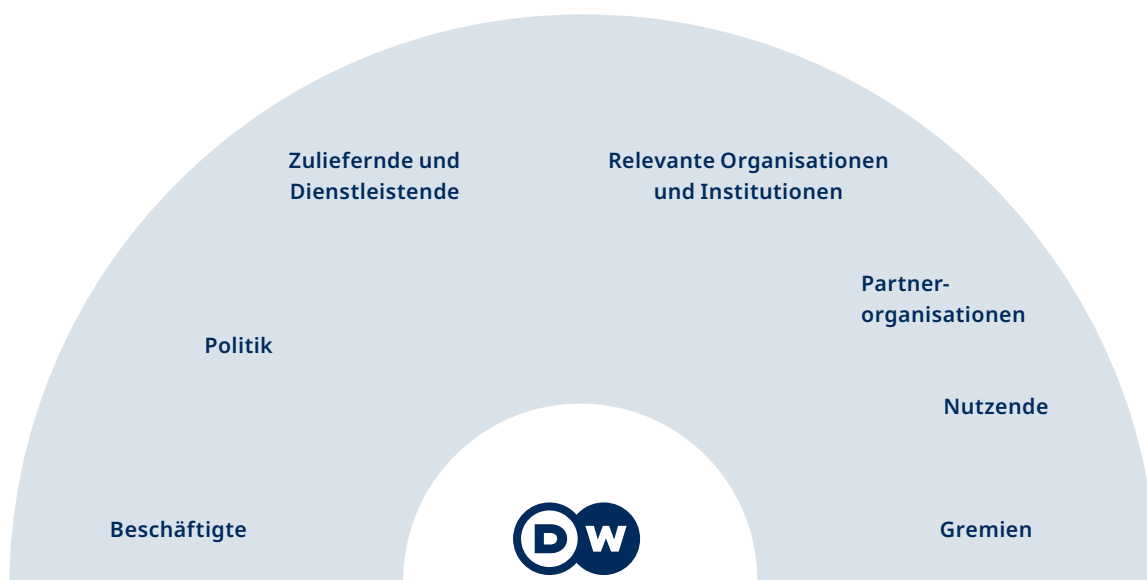 Zuliefernde und
Dienstleistende
Relevante Organisationen
und Institutionen
Partner-
organisationen
Politik
Nutzende
Beschäftigte
DW
Gremien